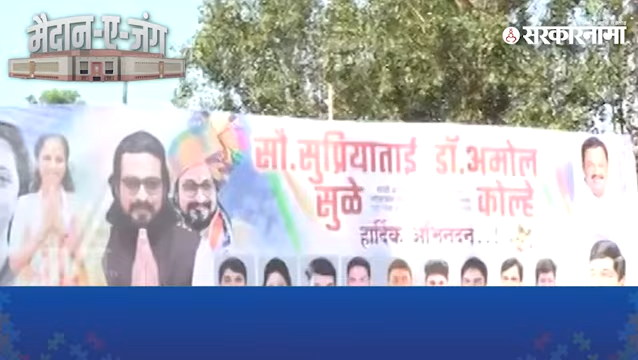 मैदान-ए-जंग
सरकारनामा
सौ. सुप्रियाताई डॉ. अमोल
सुळे कोल्हे
हार्दिक अभिनंदन...!